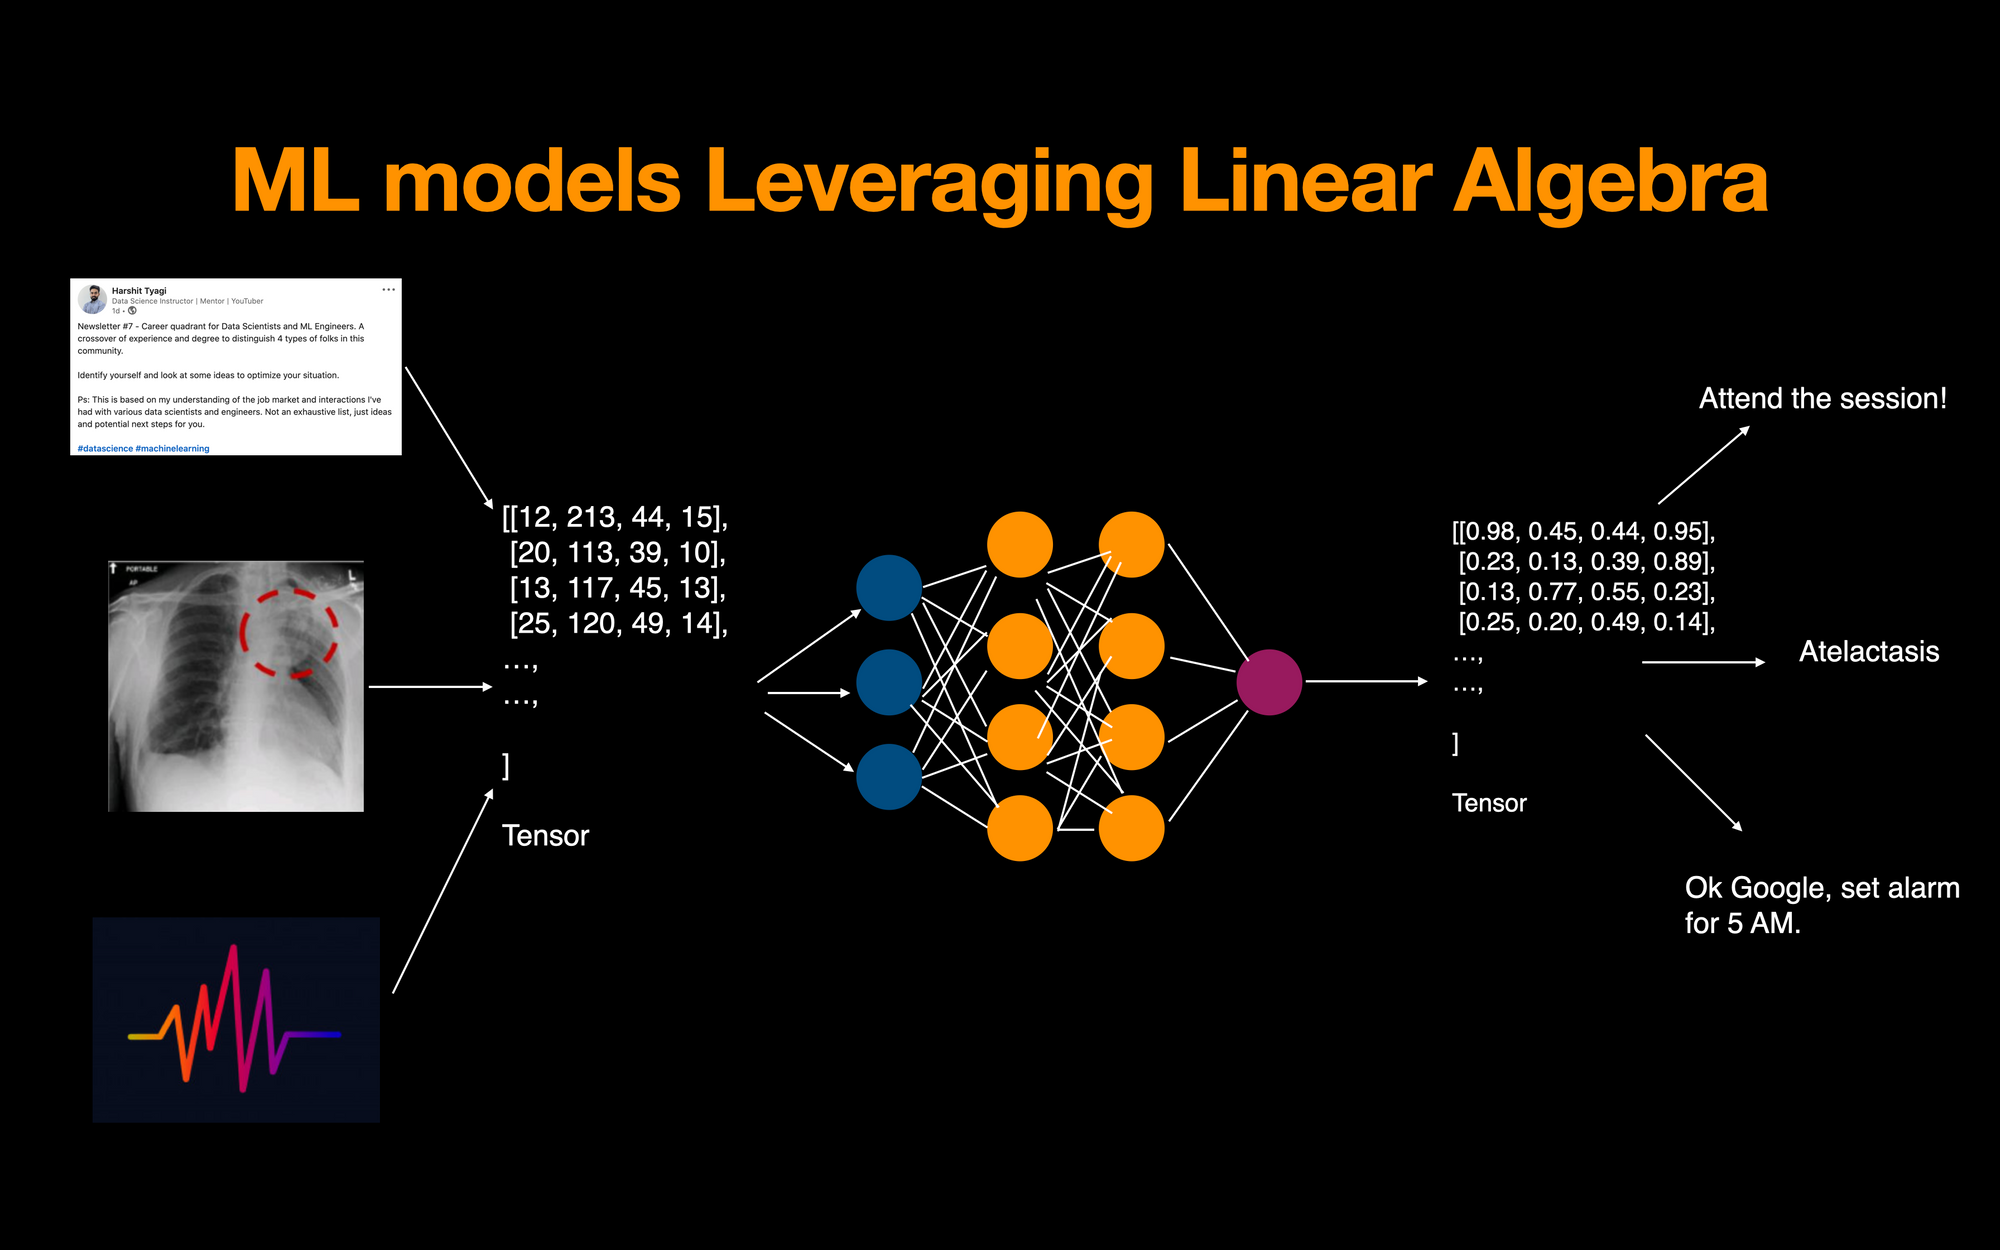 ML models Leveraging Linear Algebra
Harshit Tyagi
Data Science Instructor | Mentor | YouTuber
1d •
Newsletter #7 - Career quadrant for Data Scientists and ML Engineers. A
crossover of experience and degree to distinguish 4 types of folks in this
community.
Identify yourself and look at some ideas to optimize your situation.
Ps: This is based on my understanding of the job market and interactions I've
had with various data scientists and engineers. Not an exhaustive list, just ideas
and potential next steps for you.
#datascience #machinelearning
PORTABLE
AP
L
[[12, 213, 44, 15],
[20, 113, 39, 10],
[13, 117, 45, 13],
[25, 120, 49, 14],
...,
...,
]
Tensor
[[0.98, 0.45, 0.44, 0.95],
[0.23, 0.13, 0.39, 0.89],
[0.13, 0.77, 0.55, 0.23],
[0.25, 0.20, 0.49, 0.14],
...,
...,
]
Tensor
Attend the session!
Atelactasis
Ok Google, set alarm
for 5 AM.